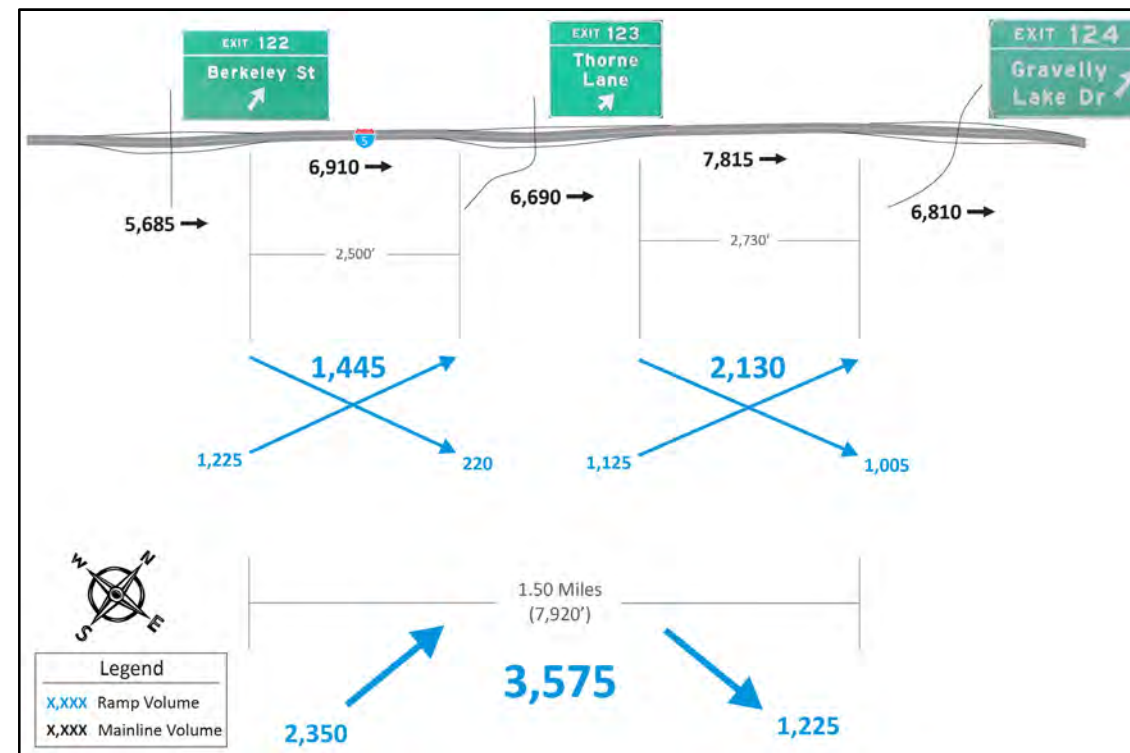 EXIT 122
Berkeley St
EXIT 123
Thorne
Lane
EXIT 124
Gravelly
Lake Dr
5
6,910
7,815
5,685
6,690
6,810
2,500'
2,730'
1,445
2,130
1,225
220
1,125
1,005
1.50 Miles
(7,920')
3,575
2,350
1,225
W
N
S
E
Legend
X,XXX Ramp Volume
X,XXX Mainline Volume